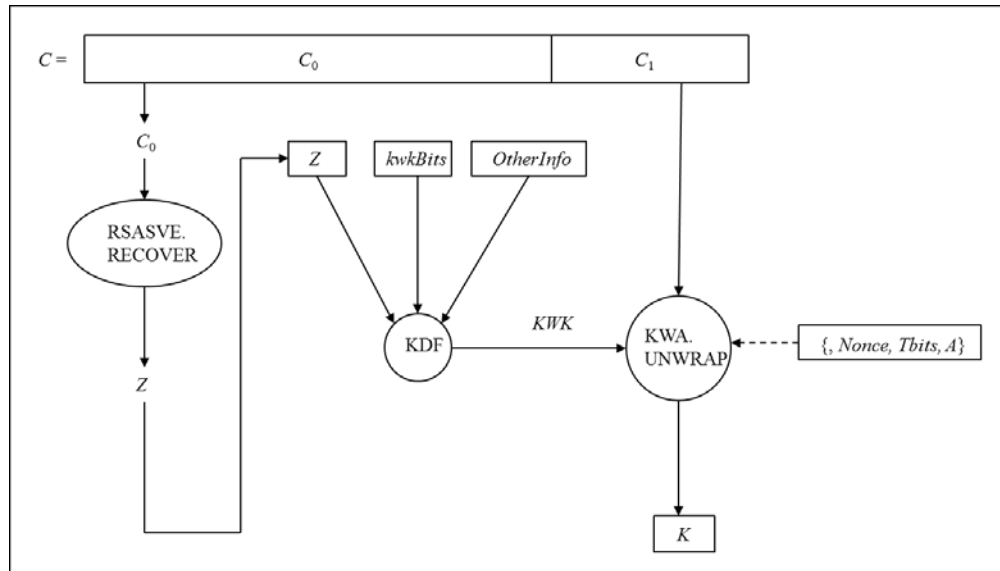 C =
C₀
C₁
C₀
Z
kwkBits
OtherInfo
RSASVE.
RECOVER
KDF
KWK
KWA.
UNWRAP
{, Nonce, Tbits, A}
Z
K